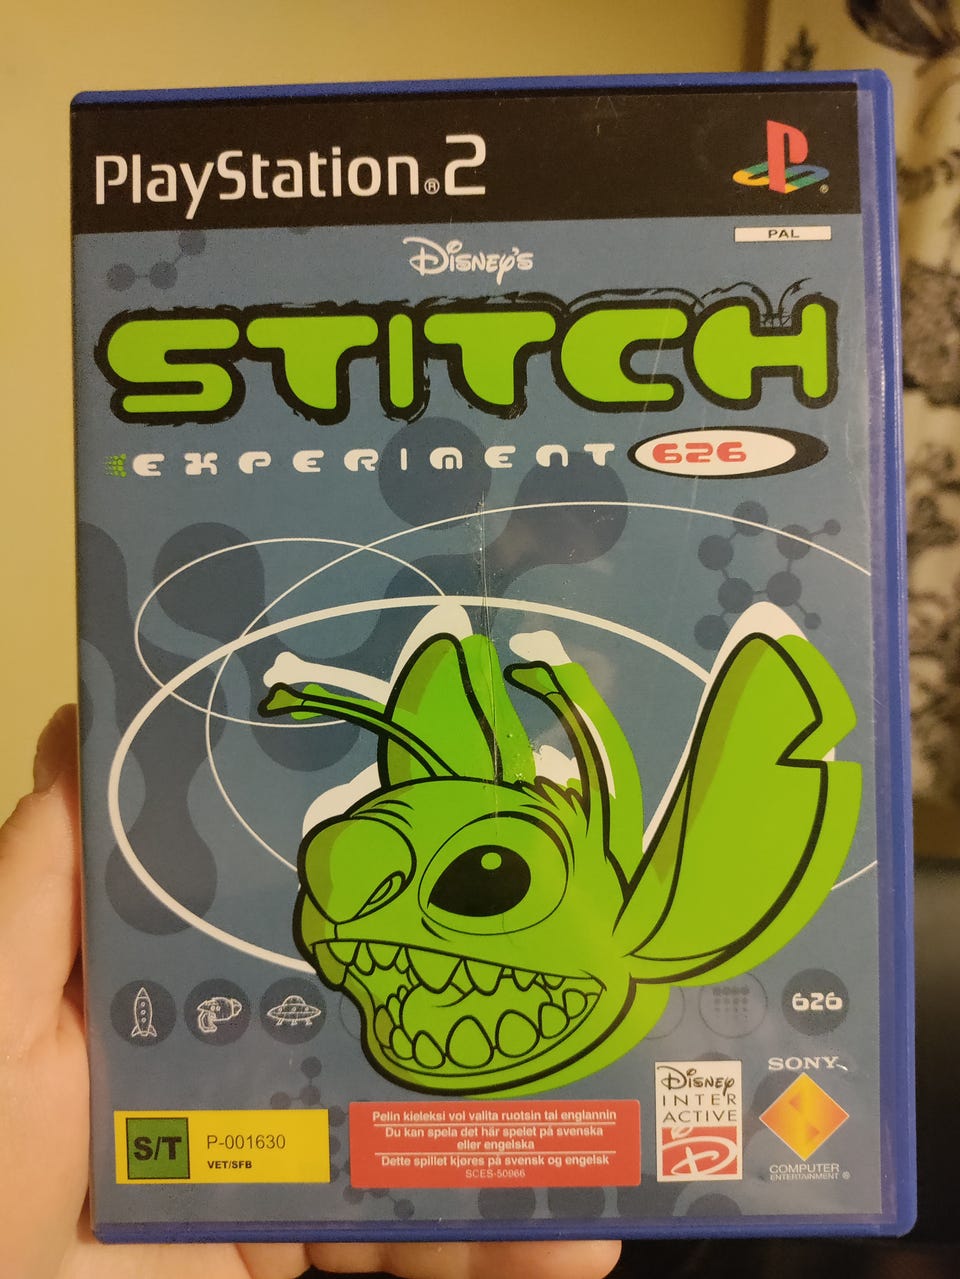 PlayStation®2
PAL
Disney's
STITCH
EXPERIMENT 626
626
SONY
COMPUTER
ENTERTAINMENT ®
Disney
INTER
ACTIVE
S/T
P-001630
VET/SFB
Pelin kieleksi voi valita ruotsin tai englannin
Du kan spela det här spelet på svenska
eller engelska
Dette spillet kjøres på svensk og engelsk
SCES-50966